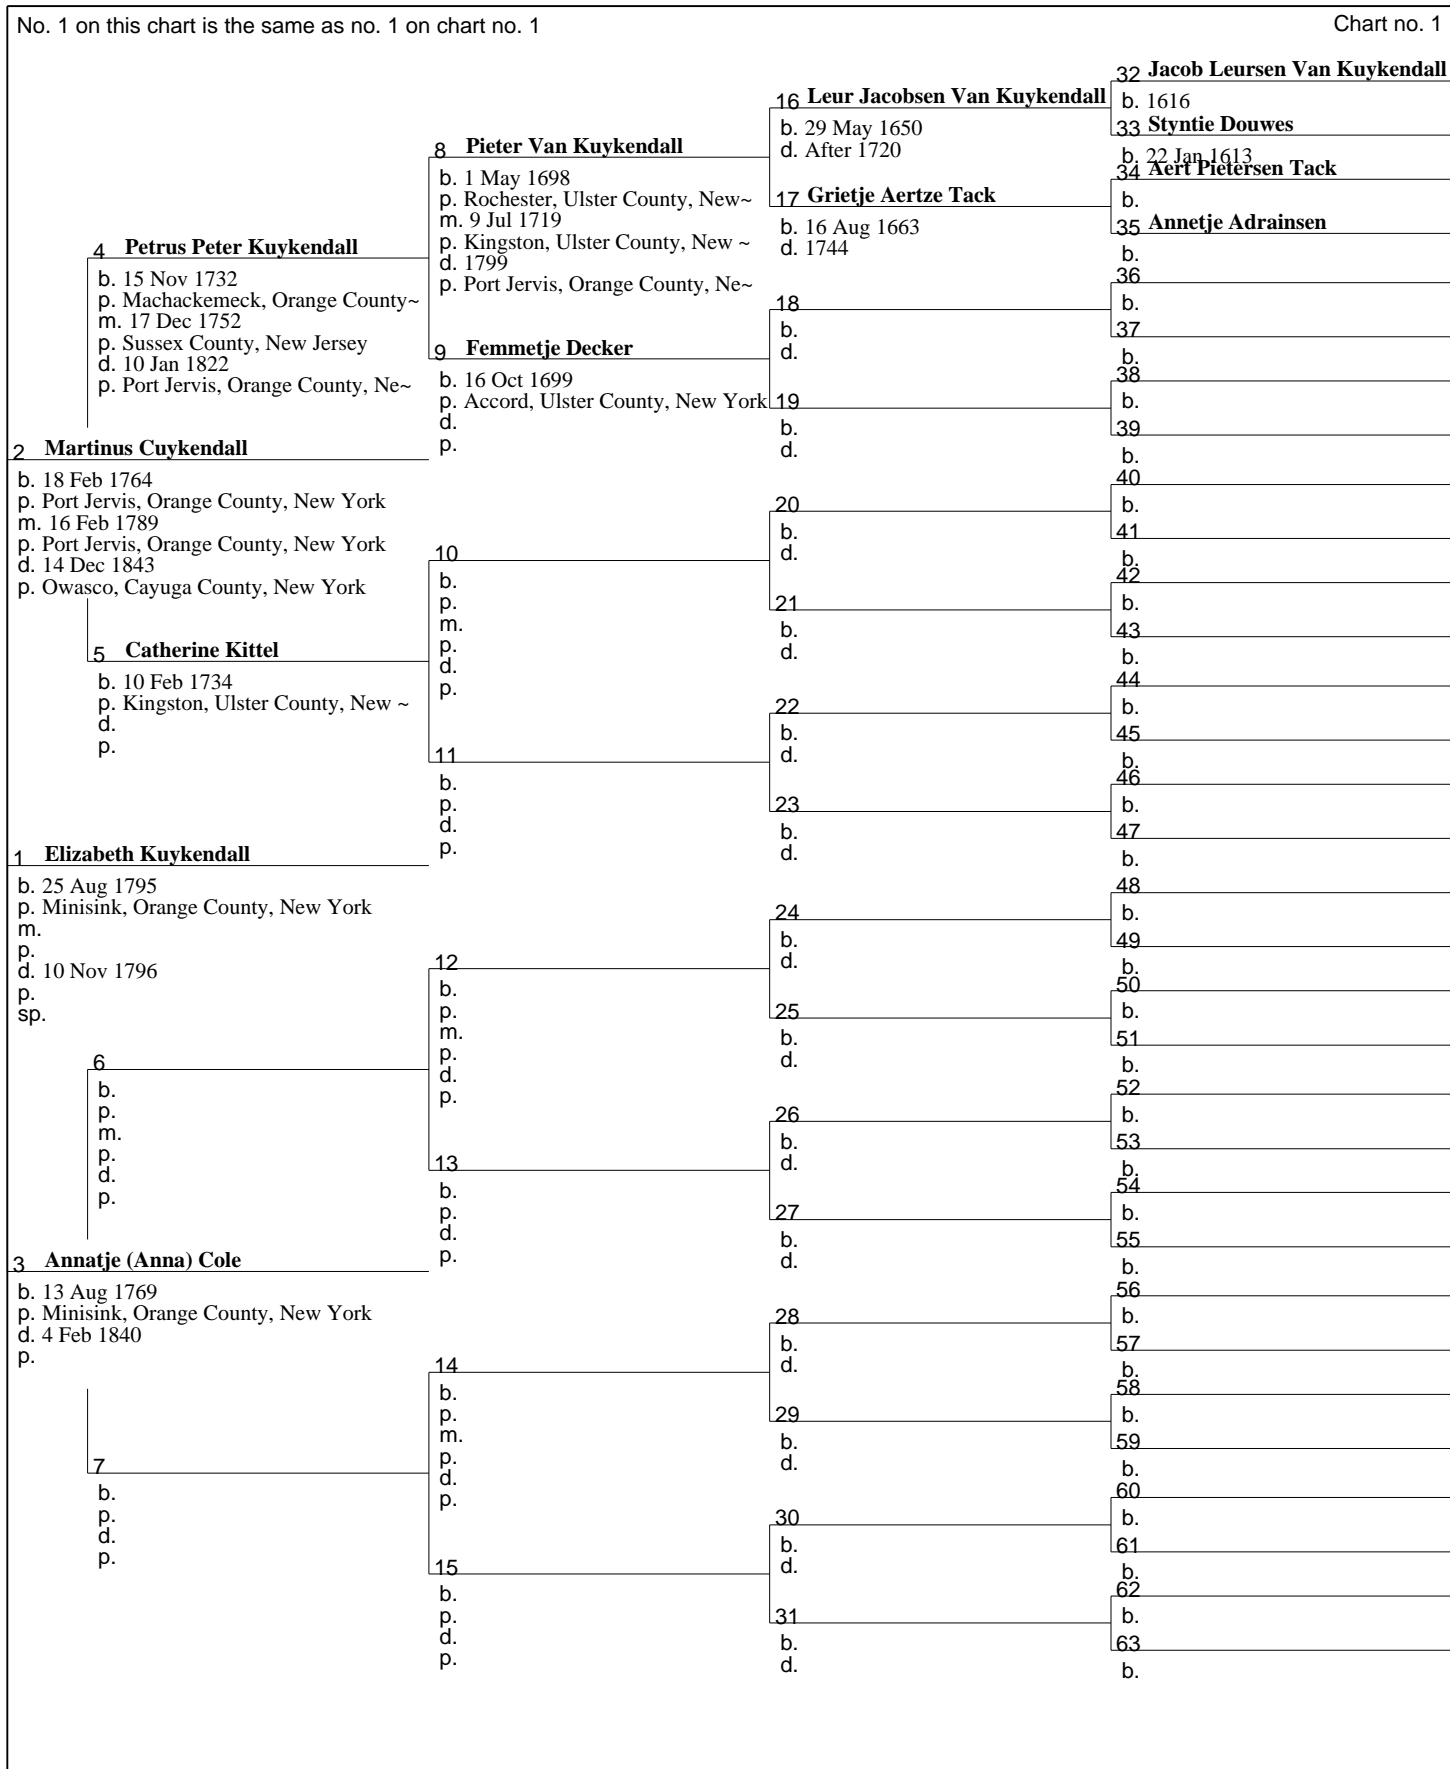 No. 1 on this chart is the same as no. 1 on chart no. 1
Chart no. 1
32 Jacob Leursen Van Kuykendall
b. 1616
33 Styntie Douwes
b. 22 Jan 1613
16 Leur Jacobsen Van Kuykendall
b. 29 May 1650
d. After 1720
34 Aert Pietersen Tack
b.
35 Annetje Adrainsen
b.
17 Grietje Aertze Tack
b. 16 Aug 1663
d. 1744
8 Pieter Van Kuykendall
b. 1 May 1698
p. Rochester, Ulster County, New~
m. 9 Jul 1719
p. Kingston, Ulster County, New ~
d. 1799
p. Port Jervis, Orange County, Ne~
4 Petrus Peter Kuykendall
b. 15 Nov 1732
p. Machackemeck, Orange County~
m. 17 Dec 1752
p. Sussex County, New Jersey
d. 10 Jan 1822
p. Port Jervis, Orange County, Ne~
36
b.
37
b.
18
b.
d.
9 Femmetje Decker
b. 16 Oct 1699
p. Accord, Ulster County, New York
d.
p.
38
b.
39
b.
19
b.
d.
2 Martinus Cuykendall
b. 18 Feb 1764
p. Port Jervis, Orange County, New York
m. 16 Feb 1789
p. Port Jervis, Orange County, New York
d. 14 Dec 1843
p. Owasco, Cayuga County, New York
40
b.
41
b.
20
b.
d.
10
b.
p.
m.
p.
d.
p.
42
b.
43
b.
21
b.
d.
5 Catherine Kittel
b. 10 Feb 1734
p. Kingston, Ulster County, New ~
d.
p.
44
b.
45
b.
22
b.
d.
11
b.
p.
d.
p.
46
b.
47
b.
23
b.
d.
1 Elizabeth Kuykendall
b. 25 Aug 1795
p. Minisink, Orange County, New York
m.
p.
d. 10 Nov 1796
p.
sp.
48
b.
49
b.
24
b.
d.
12
b.
p.
m.
p.
d.
p.
50
b.
51
b.
25
b.
d.
6
b.
p.
m.
p.
d.
p.
52
b.
53
b.
26
b.
d.
13
b.
p.
d.
p.
54
b.
55
b.
27
b.
d.
3 Annatje (Anna) Cole
b. 13 Aug 1769
p. Minisink, Orange County, New York
d. 4 Feb 1840
p.
56
b.
57
b.
28
b.
d.
14
b.
p.
m.
p.
d.
p.
58
b.
59
b.
29
b.
d.
7
b.
p.
d.
p.
60
b.
61
b.
30
b.
d.
15
b.
p.
d.
p.
62
b.
63
b.
31
b.
d.